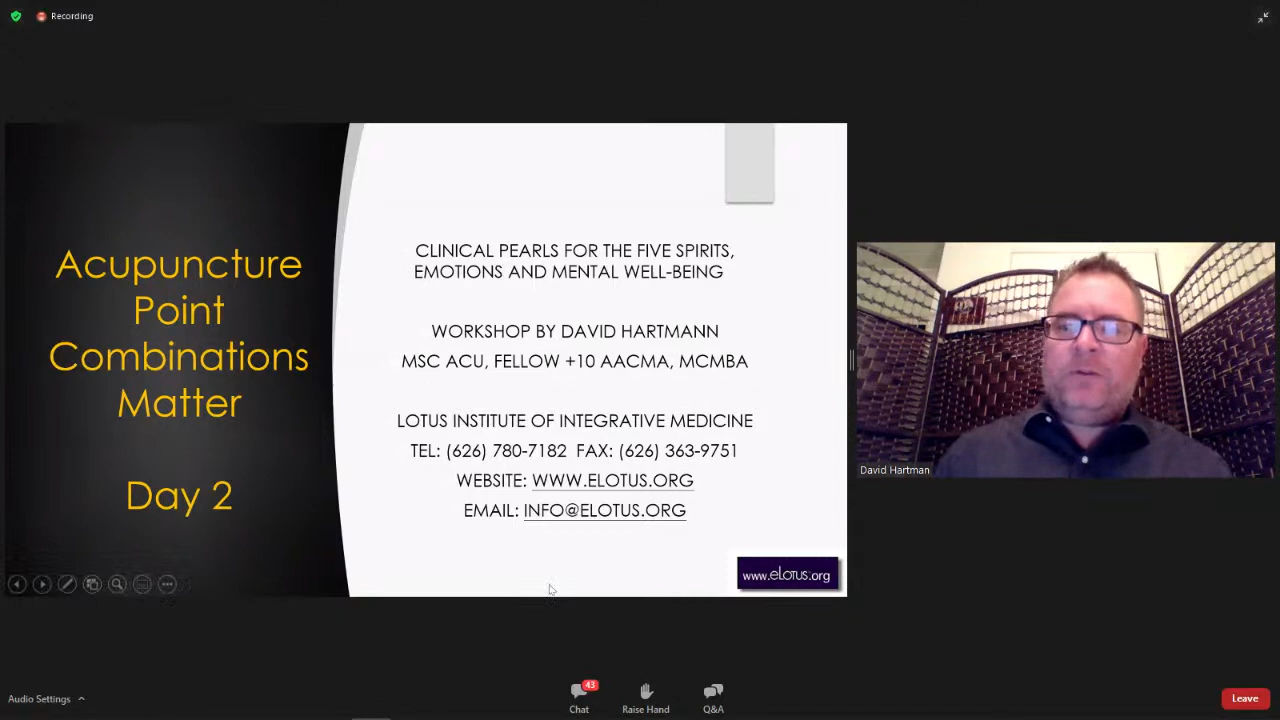 Recording
Acupuncture
Point
Combinations
Matter
Day 2
CLINICAL PEARLS FOR THE FIVE SPIRITS,
EMOTIONS AND MENTAL WELL-BEING
WORKSHOP BY DAVID HARTMANN
MSC ACU, FELLOW +10 AACMA, MCMBA
LOTUS INSTITUTE OF INTEGRATIVE MEDICINE
TEL: (626) 780-7182 FAX: (626) 363-9751
WEBSITE: WWW.ELOTUS.ORG
EMAIL: INFO@ELOTUS.ORG
www.eLotus.org
David Hartman
Audio Settings
43
Chat
Raise Hand
Q&A
Leave